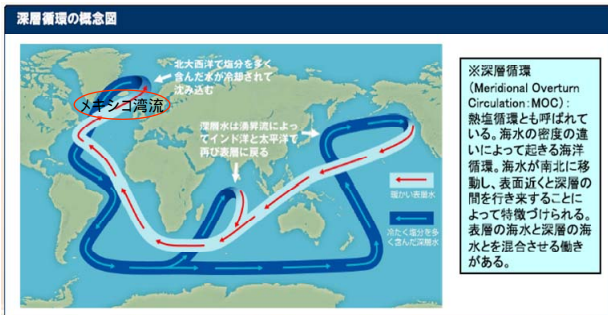 深層循環の概念図
北大西洋で塩分を多く
含んだ水が冷却されて
沈み込む
メキシコ湾流
深層水は湧昇流によっ
てインド洋と太平洋で
再び表層に戻る
暖かい表層水
冷たく塩分を多
く含んだ深層水
※深層循環
(Meridional Overturn
Circulation:MOC):
熱塩循環とも呼ばれて
いる。海水の密度の違
いによって起きる海洋
循環。海水が南北に移
動し、表面近くと深層の
間を行き来することに
よって特徴づけられる。
表層の海水と深層の海
水とを混合させる働き
がある。